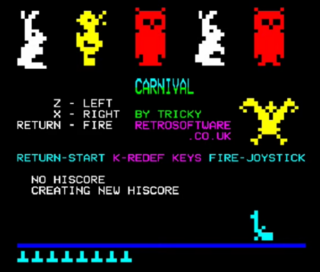 CARNIVAL
Z - LEFT
X - RIGHT BY TRICKY
RETURN - FIRE RETROSOFTWARE
.CO.UK
RETURN-START K-REDEF KEYS FIRE-JOYSTICK
NO HISCORE
CREATING NEW HISCORE